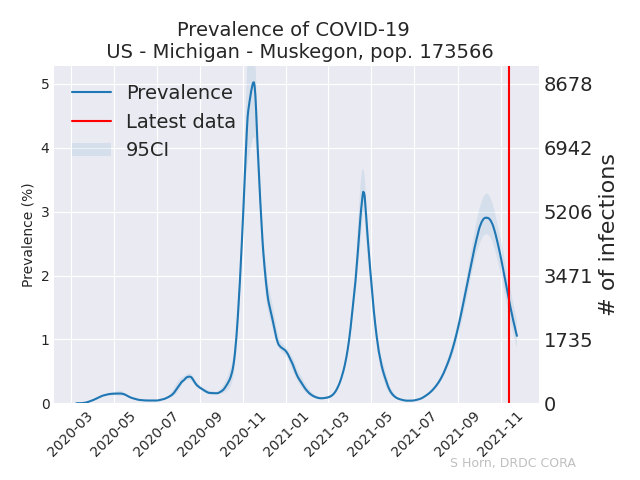 Prevalence of COVID-19
US - Michigan - Muskegon, pop. 173566
Prevalence
Latest data
95CI
Prevalence (%)
5
4
3
2
1
0
8678
6942
5206
3471
1735
0
# of infections
2020-03
2020-05
2020-07
2020-09
2020-11
2021-01
2021-03
2021-05
2021-07
2021-09
2021-11
S Horn, DRDC CORA